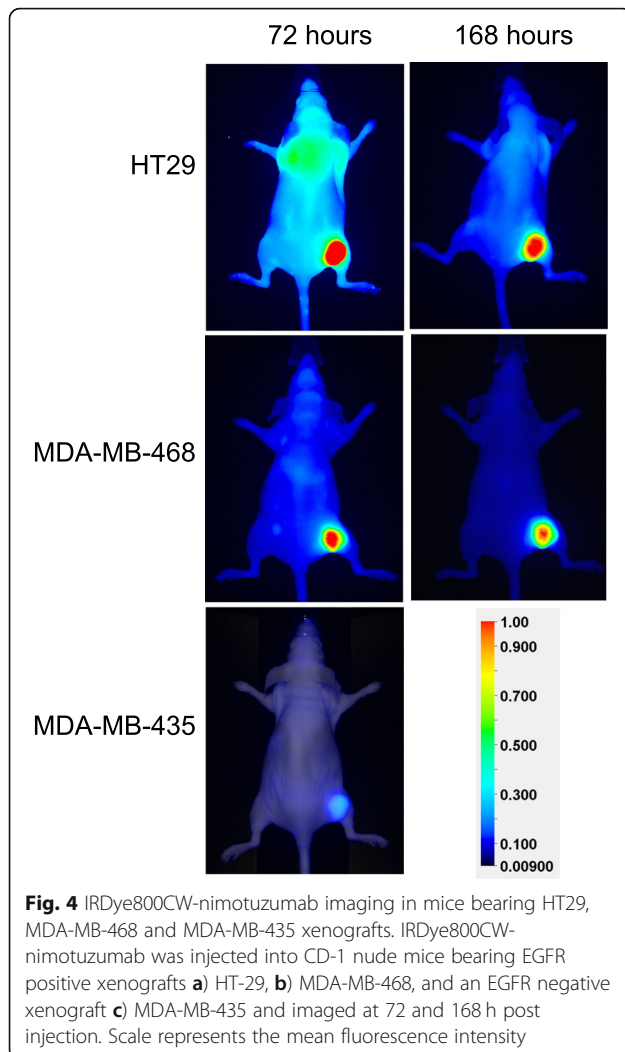 72 hours 168 hours
HT29
MDA-MB-468
MDA-MB-435
1.00
0.900
0.700
0.500
0.300
0.100
0.00900
Fig. 4 IRDye800CW-nimotuzumab imaging in mice bearing HT29,
MDA-MB-468 and MDA-MB-435 xenografts. IRDye800CW-
nimotuzumab was injected into CD-1 nude mice bearing EGFR
positive xenografts a) HT-29, b) MDA-MB-468, and an EGFR negative
xenograft c) MDA-MB-435 and imaged at 72 and 168 h post
injection. Scale represents the mean fluorescence intensity